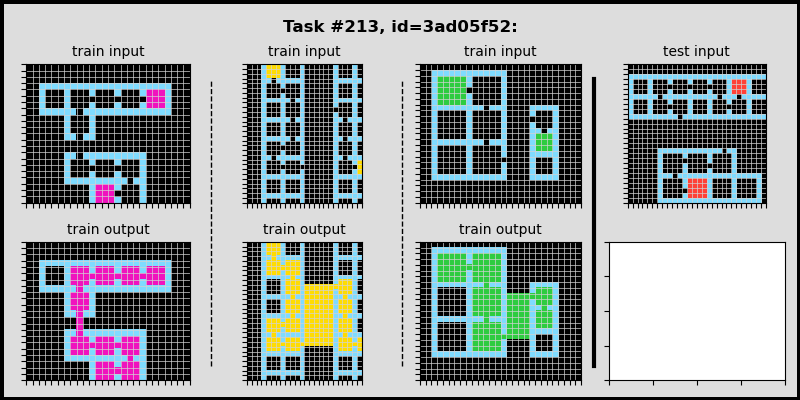 Task #213, id=3ad05f52:
train input train input train input test input
train output train output train output